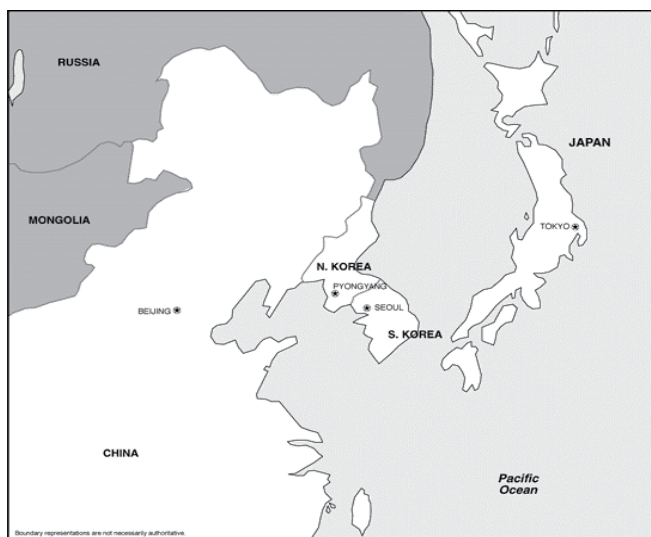 RUSSIA
JAPAN
MONGOLIA
TOKYO
N. KOREA
PYONGYANG
BEIJING
SEOUL
S. KOREA
CHINA
Pacific
Ocean
Boundary representations are not necessarily authoritative.